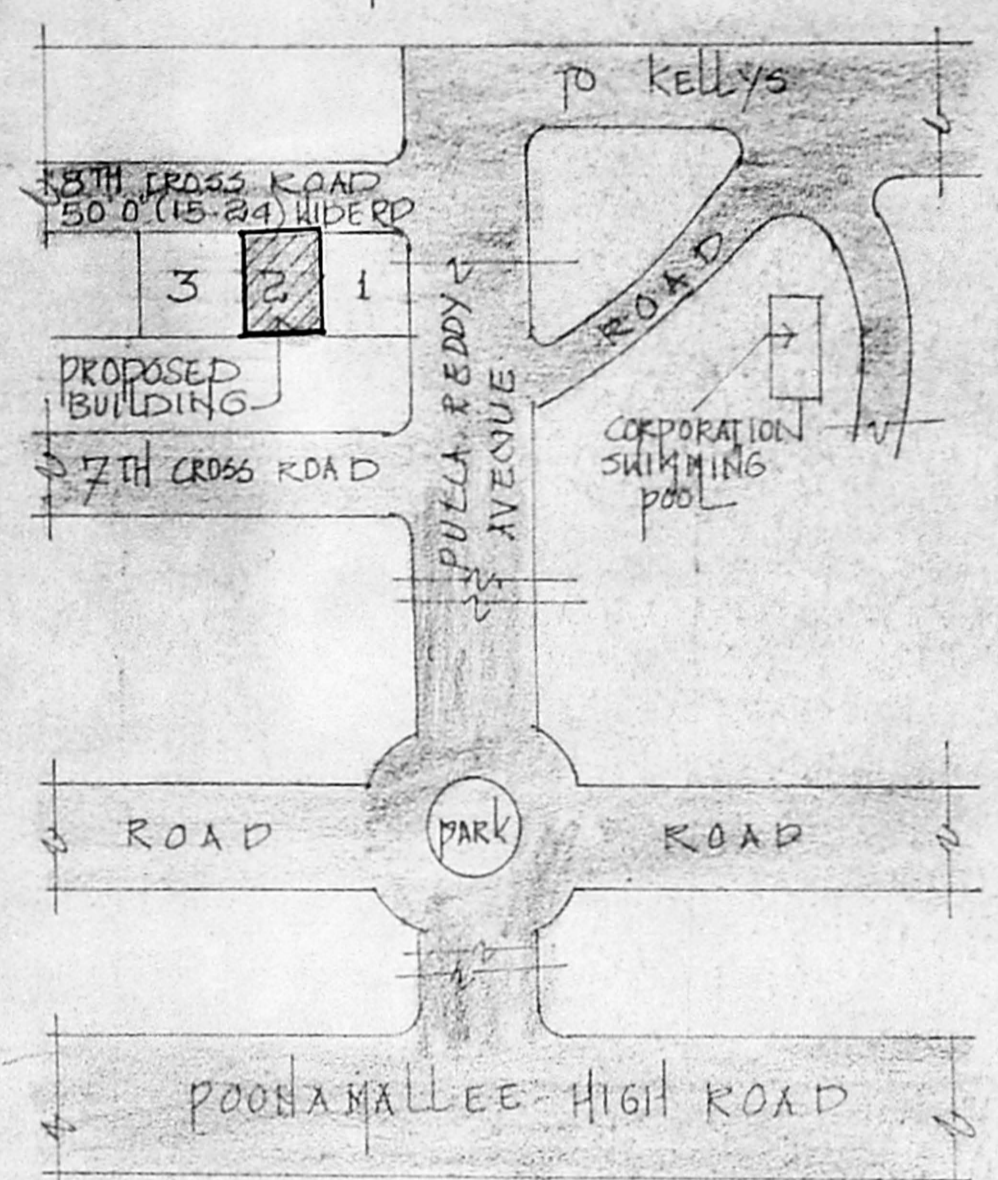 TO KELLYS
8TH CROSS ROAD
50'0" (15-24) WIDE RD
3 2 1
ROAD
PROPOSED
BUILDING
PULLA REDDY
AVENUE
CORPORATION
SWIMMING
POOL
7TH CROSS ROAD
ROAD PARK ROAD
POONAMALLEE HIGH ROAD